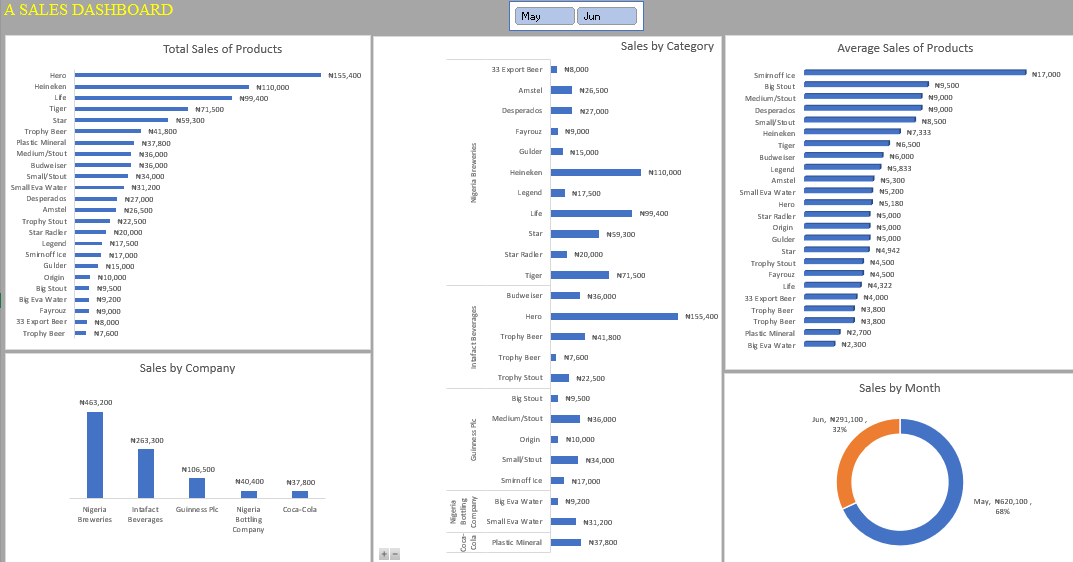 A SALES DASHBOARD
May
Jun
Total Sales of Products
Hero ₦155,400
Heineken ₦110,000
Life ₦99,400
Tiger ₦71,500
Star ₦59,300
Trophy Beer ₦41,800
Plastic Mineral ₦37,800
Medium/Stout ₦36,000
Budweiser ₦36,000
Small/Stout ₦34,000
Small Eva Water ₦31,200
Desperados ₦27,000
Amstel ₦26,500
Trophy Stout ₦22,500
Star Radler ₦20,000
Legend ₦17,500
Smirnoff Ice ₦17,000
Gulder ₦15,000
Origin ₦10,000
Big Stout ₦9,500
Big Eva Water ₦9,200
Fayrouz ₦9,000
33 Export Beer ₦8,000
Trophy Beer ₦7,600
Sales by Company
₦463,200
₦263,300
₦106,500
₦40,400
₦37,800
Nigeria
Breweries
Intafact
Beverages
Guinness Plc
Nigeria
Bottling
Company
Coca-Cola
Sales by Category
Nigeria Breweries
33 Export Beer ₦8,000
Amstel ₦26,500
Desperados ₦27,000
Fayrouz ₦9,000
Gulder ₦15,000
Heineken ₦110,000
Legend ₦17,500
Life ₦99,400
Star ₦59,300
Star Radler ₦20,000
Tiger ₦71,500
Intafact Beverages
Budweiser ₦36,000
Hero ₦155,400
Trophy Beer ₦41,800
Trophy Beer ₦7,600
Trophy Stout ₦22,500
Guinness Plc
Big Stout ₦9,500
Medium/Stout ₦36,000
Origin ₦10,000
Small/Stout ₦34,000
Smirnoff Ice ₦17,000
Nigeria
Bottling
Company
Big Eva Water ₦9,200
Small Eva Water ₦31,200
Coca-
Cola
Plastic Mineral ₦37,800
Average Sales of Products
Smirnoff Ice ₦17,000
Big Stout ₦9,500
Medium/Stout ₦9,000
Desperados ₦9,000
Small/Stout ₦8,500
Heineken ₦7,333
Tiger ₦6,500
Budweiser ₦6,000
Legend ₦5,833
Amstel ₦5,300
Small Eva Water ₦5,200
Hero ₦5,180
Star Radler ₦5,000
Origin ₦5,000
Gulder ₦5,000
Star ₦4,942
Trophy Stout ₦4,500
Fayrouz ₦4,500
Life ₦4,322
33 Export Beer ₦4,000
Trophy Beer ₦3,800
Trophy Beer ₦3,800
Plastic Mineral ₦2,700
Big Eva Water ₦2,300
Sales by Month
Jun, ₦291,100 ,
32%
May, ₦620,100 ,
68%